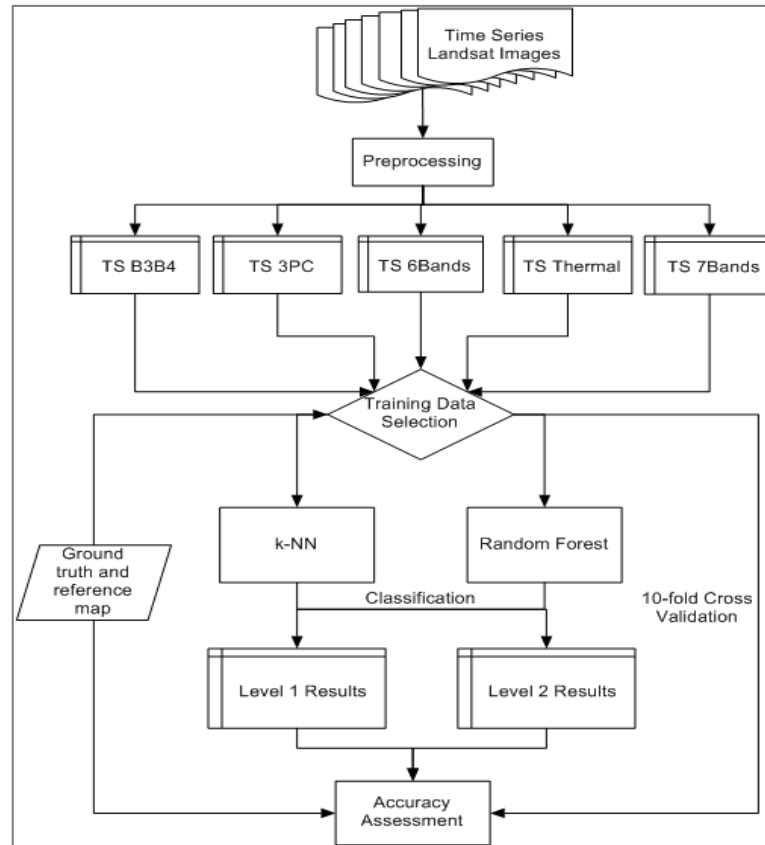 Time Series
Landsat Images
Preprocessing
TS B3B4
TS 3PC
TS 6Bands
TS Thermal
TS 7Bands
Training Data
Selection
k-NN
Random Forest
Ground
truth and
reference
map
Classification
10-fold Cross
Validation
Level 1 Results
Level 2 Results
Accuracy
Assessment